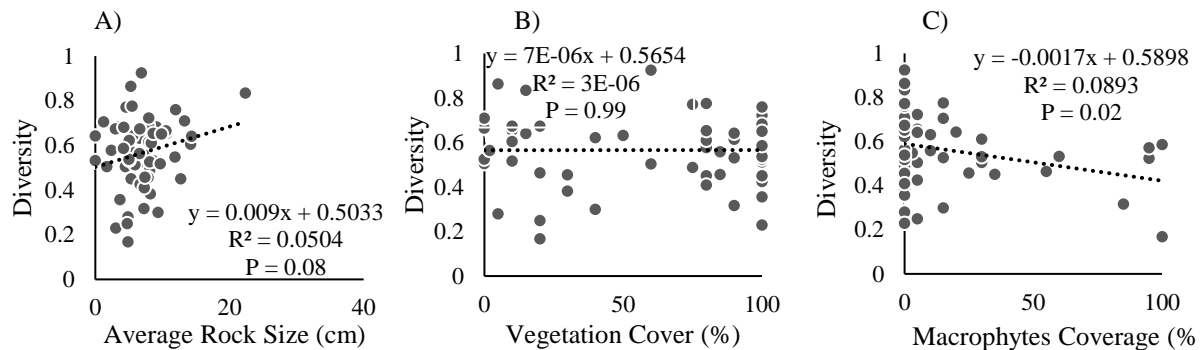 A)
y = 0.009x + 0.5033
R² = 0.0504
P = 0.08
Diversity
1
0.8
0.6
0.4
0.2
0
0
20
40
Average Rock Size (cm)
B)
y = 7E-06x + 0.5654
R² = 3E-06
P = 0.99
Diversity
1
0.8
0.6
0.4
0.2
0
0
50
100
Vegetation Cover (%)
C)
y = -0.0017x + 0.5898
R² = 0.0893
P = 0.02
Diversity
1
0.8
0.6
0.4
0.2
0
0
50
100
Macrophytes Coverage (%